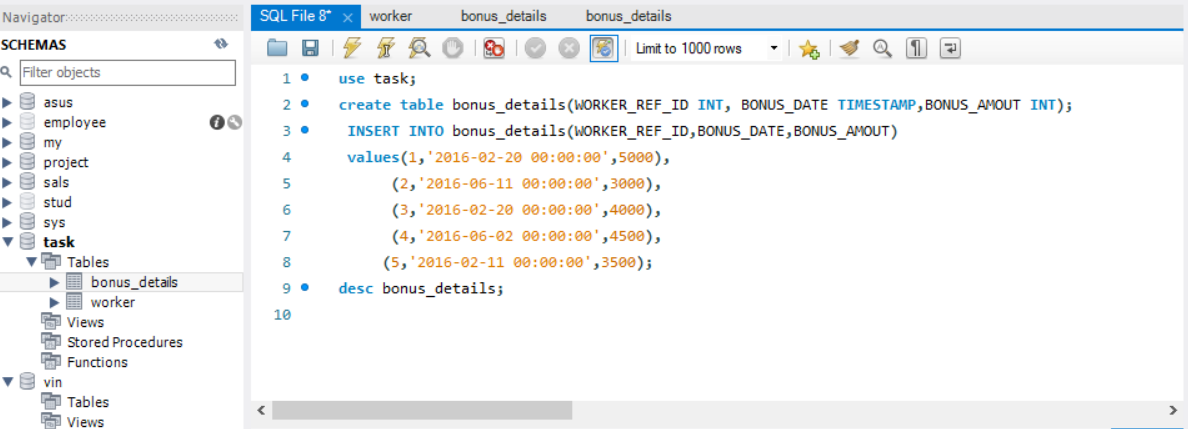 Navigator
SQL File 8* × worker bonus_details bonus_details
SCHEMAS
Limit to 1000 rows
Filter objects
asus
employee
my
project
sals
stud
sys
task
Tables
bonus_details
worker
Views
Stored Procedures
Functions
vin
Tables
Views
1 use task;
2 create table bonus_details(WORKER_REF_ID INT, BONUS_DATE TIMESTAMP,BONUS_AMOUT INT);
3 INSERT INTO bonus_details(WORKER_REF_ID,BONUS_DATE,BONUS_AMOUT)
4 values(1,'2016-02-20 00:00:00',5000),
5 (2,'2016-06-11 00:00:00',3000),
6 (3,'2016-02-20 00:00:00',4000),
7 (4,'2016-06-02 00:00:00',4500),
8 (5,'2016-02-11 00:00:00',3500);
9 desc bonus_details;
10